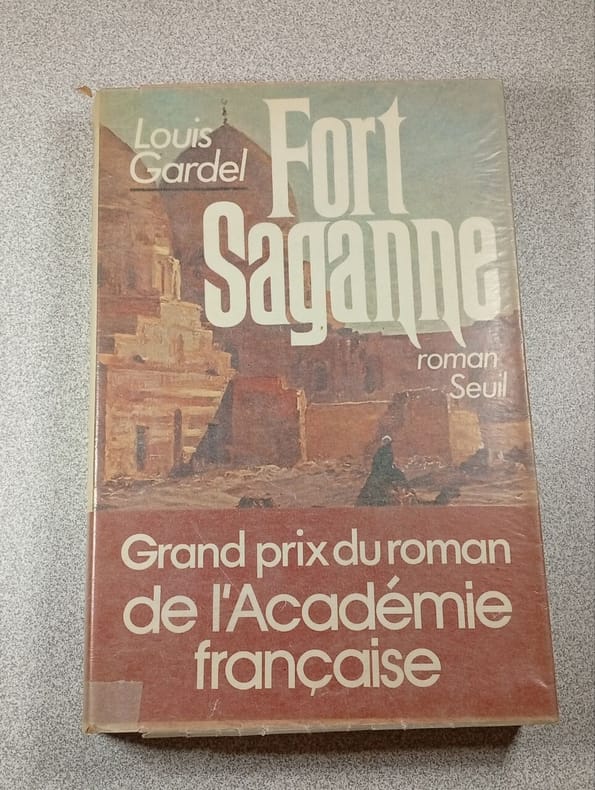 Louis
Gardel
Fort
Saganne
roman
Seuil
Grand prix du roman
de l'Académie
française